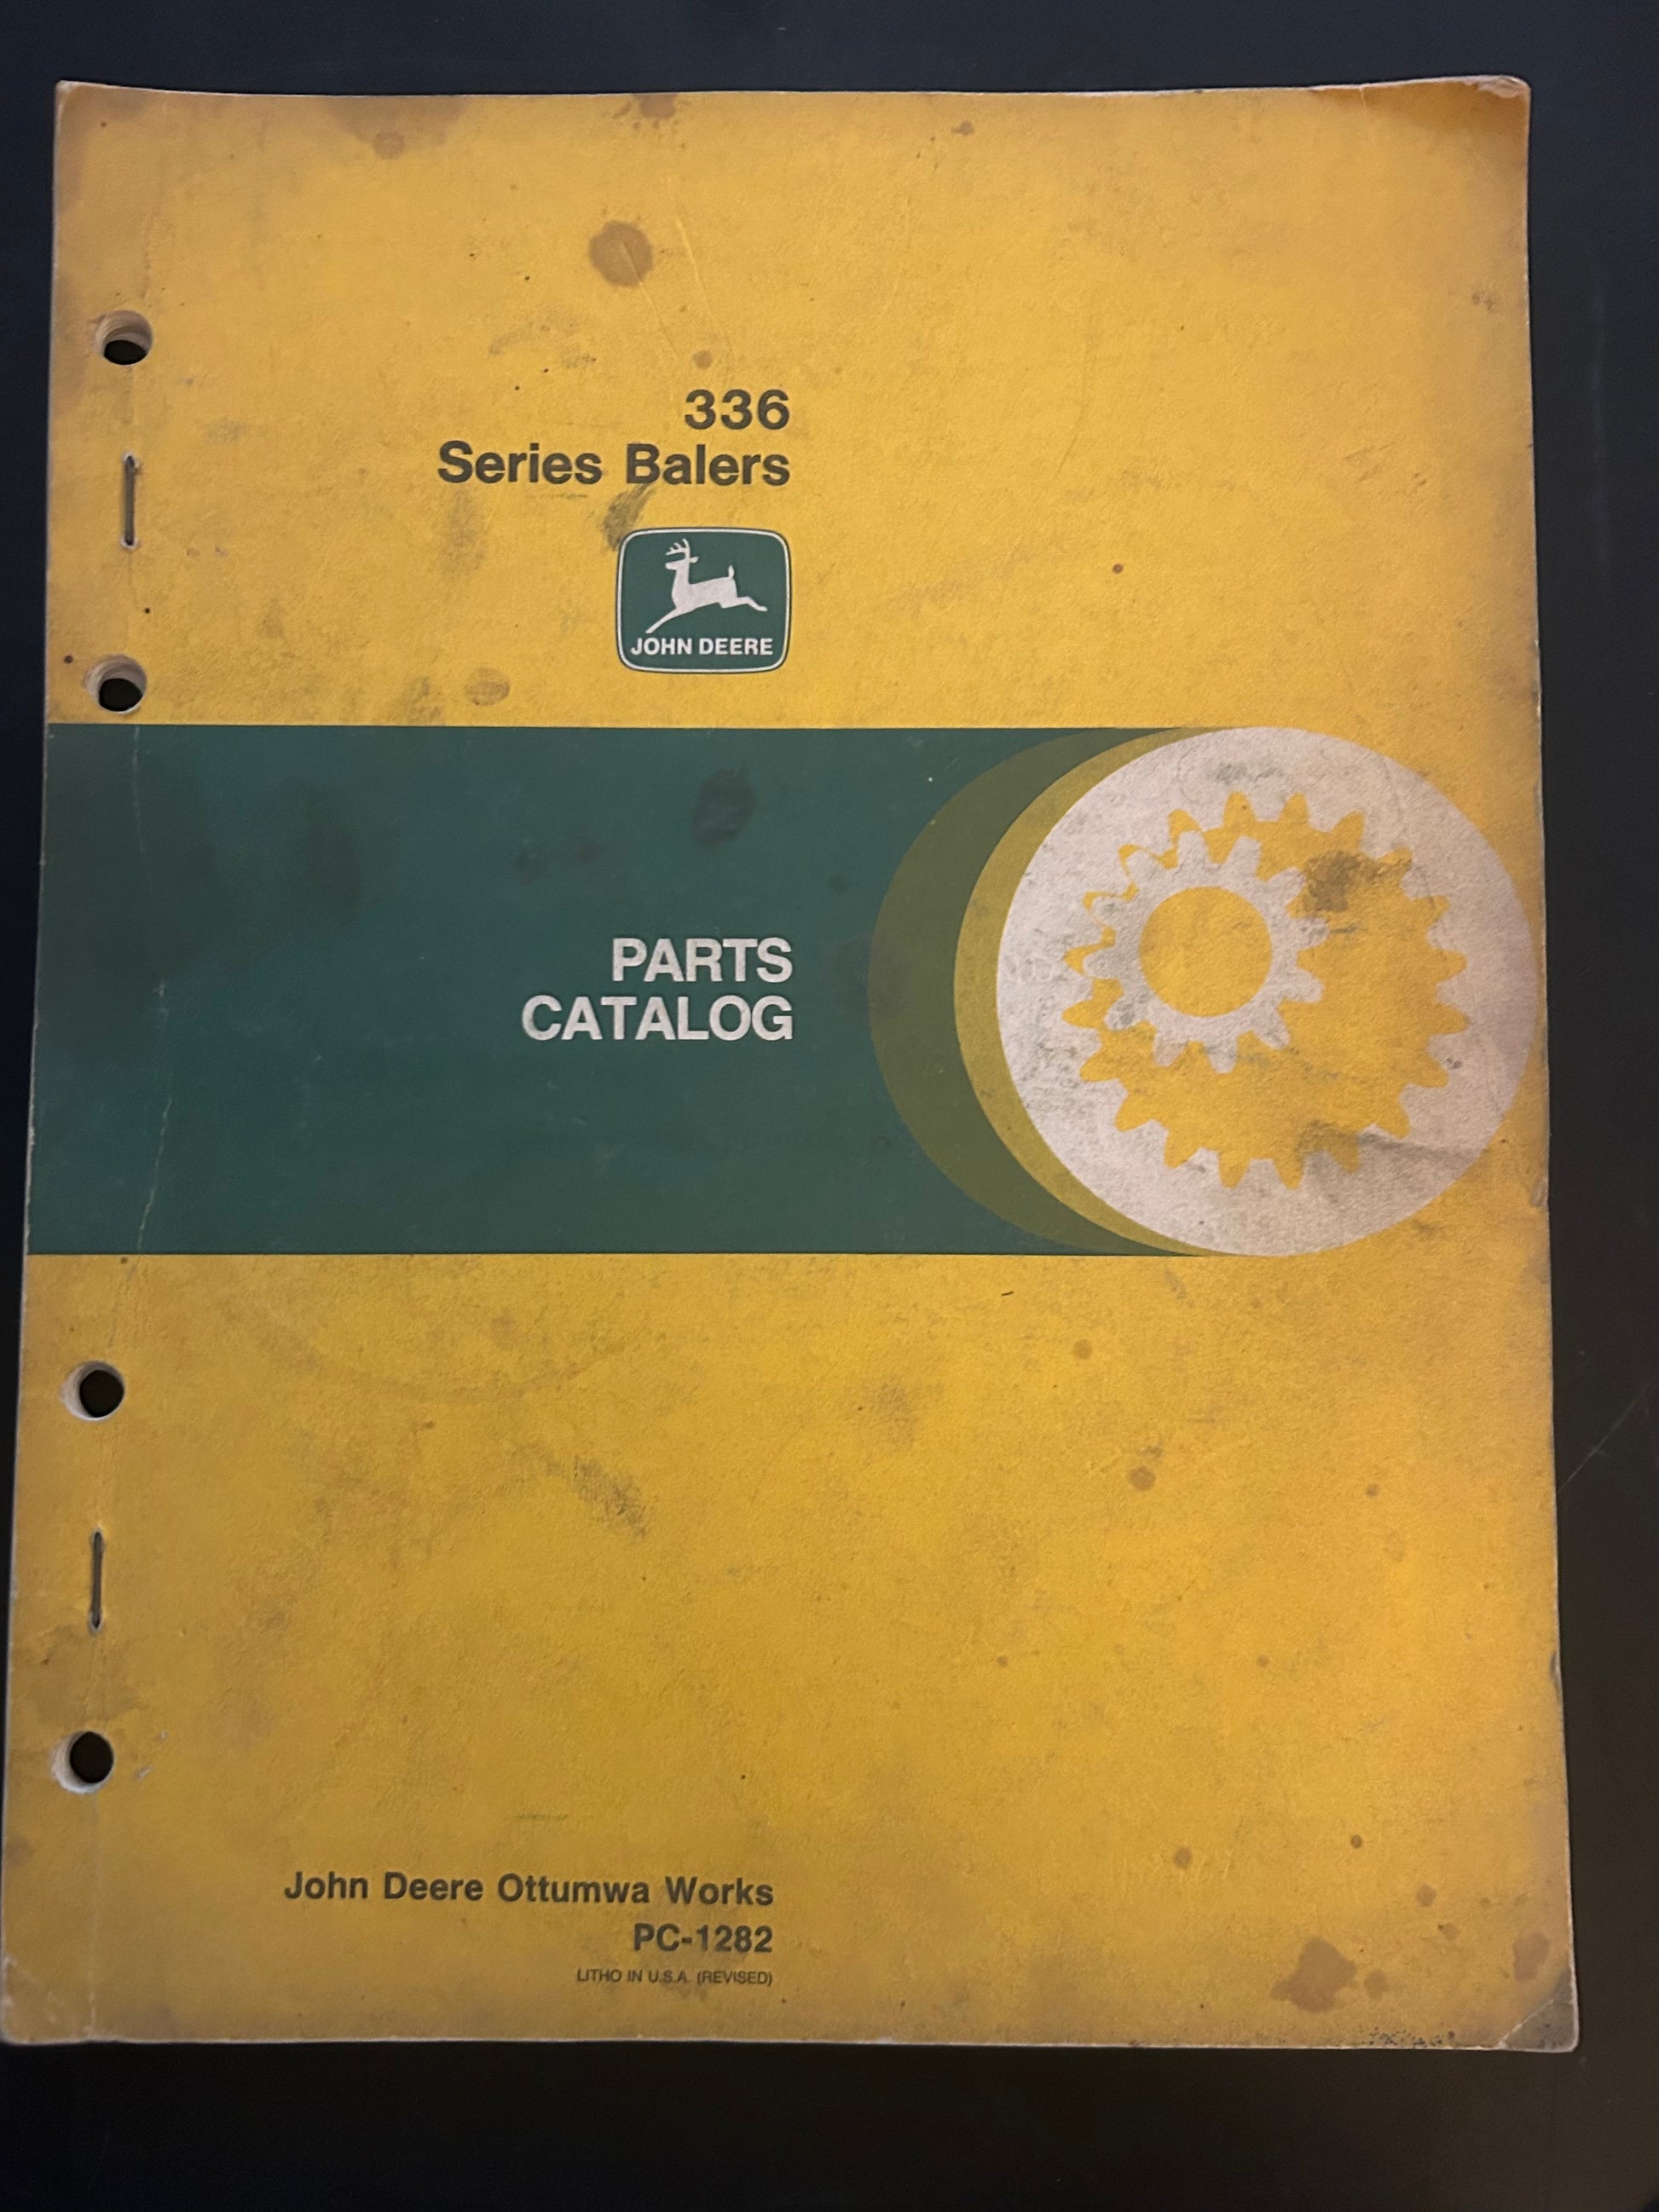 336
Series Balers
JOHN DEERE
PARTS
CATALOG
John Deere Ottumwa Works
PC-1282
LITHO IN U.S.A. (REVISED)